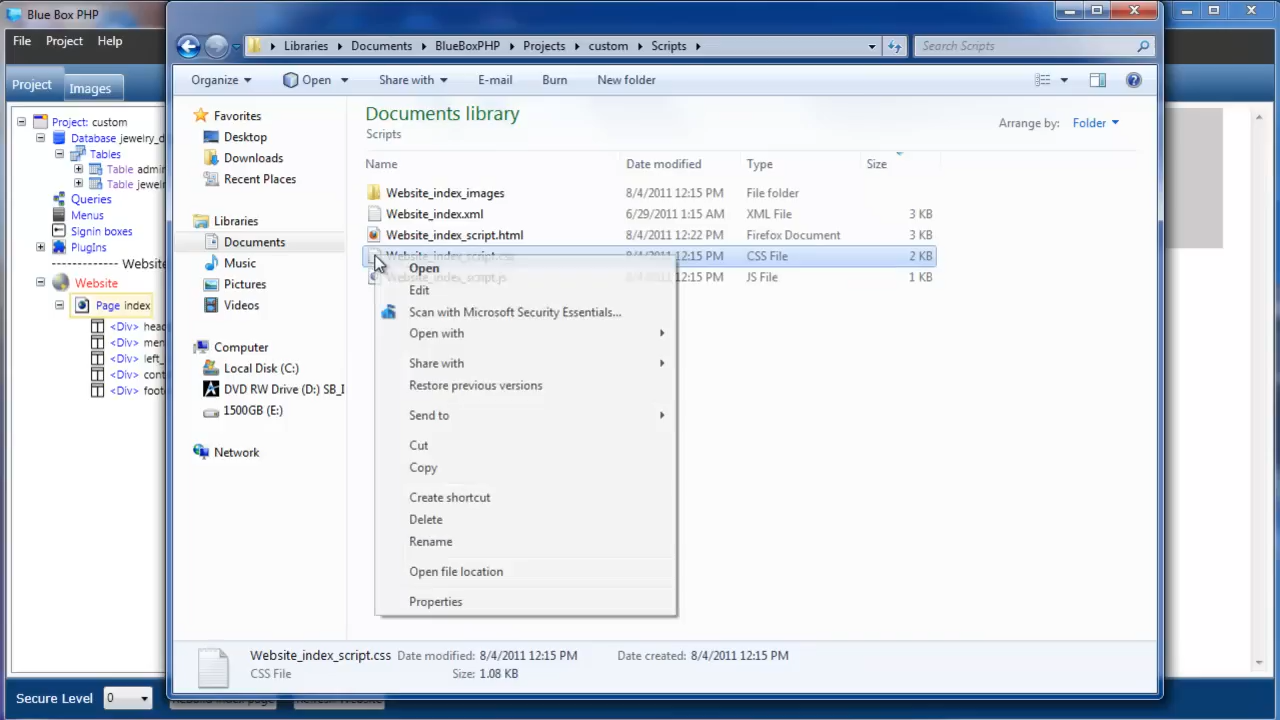 Blue Box PHP
File Project Help
Project Images
Project: custom
Database jewelry_d
Tables
Table admi
Table jewel
Queries
Menus
Signin boxes
PlugIns
------------ Website
Website
Page index
<Div> head
<Div> men
<Div> left_
<Div> cont
<Div> foot
Secure Level 0
Libraries Documents BlueBoxPHP Projects custom Scripts
Search Scripts
Organize Open Share with E-mail Burn New folder
Favorites
Desktop
Downloads
Recent Places
Libraries
Documents
Music
Pictures
Videos
Computer
Local Disk (C:)
DVD RW Drive (D:) SB_I
1500GB (E:)
Network
Documents library
Scripts
Arrange by: Folder
Name Date modified Type Size
Website_index_images 8/4/2011 12:15 PM File folder
Website_index.xml 6/29/2011 1:15 AM XML File 3 KB
Website_index_script.html 8/4/2011 12:22 PM Firefox Document 3 KB
Website_index_script.css 8/4/2011 12:15 PM CSS File 2 KB
Website_index_script.js 12:15 PM JS File 1 KB
Open
Edit
Scan with Microsoft Security Essentials...
Open with
Share with
Restore previous versions
Send to
Cut
Copy
Create shortcut
Delete
Rename
Open file location
Properties
Website_index_script.css Date modified: 8/4/2011 12:15 PM Date created: 8/4/2011 12:15 PM
CSS File Size: 1.08 KB